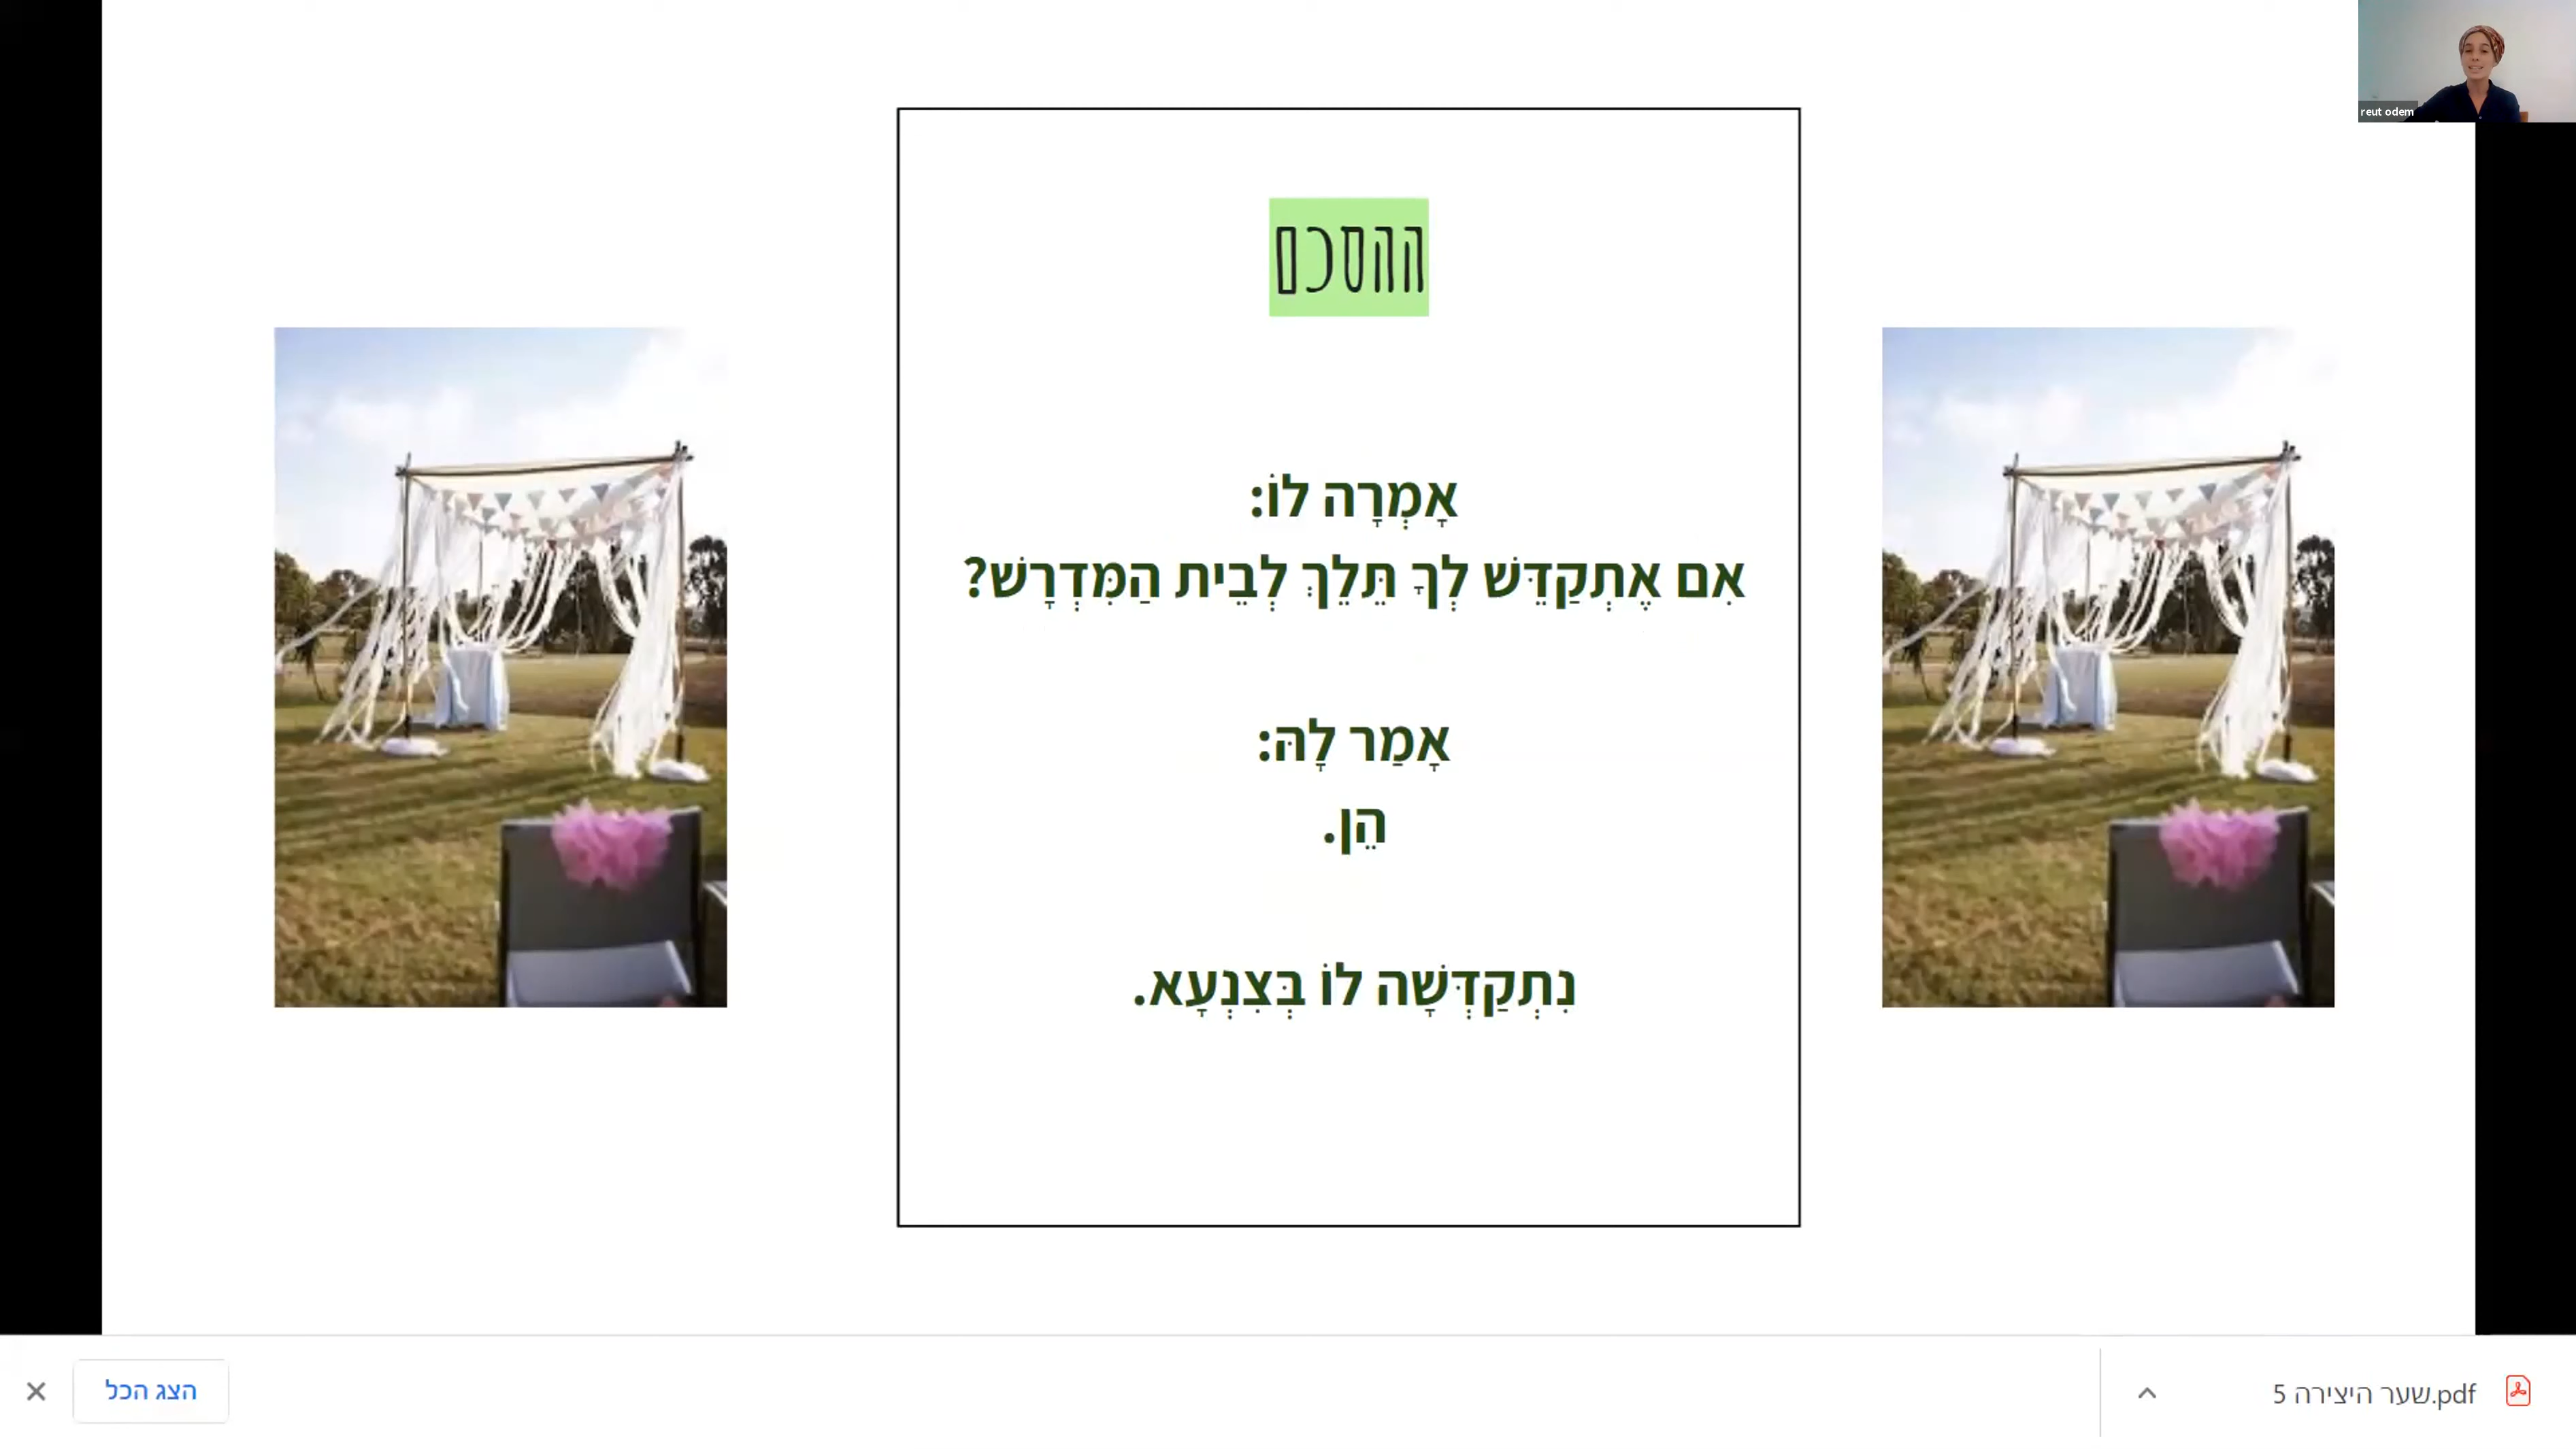 reut odem
ההסכם
אָמְרָה לוֹ:
אִם אֶתְקַדֵּשׁ לְךָ תֵּלֵךְ לְבֵית הַמִּדְרָשׁ?
אָמַר לָהּ:
הֵן.
נִתְקַדְּשָׁה לוֹ בְּצִנְעָא.
הצג הכל
שער היצירה 5.pdf